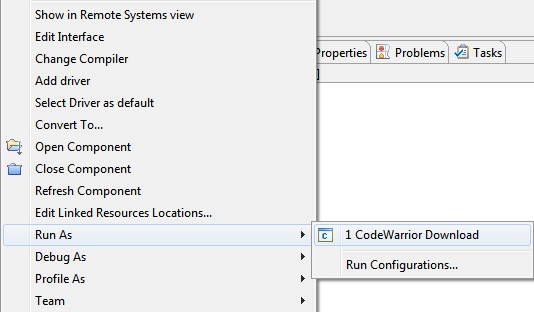 Show in Remote Systems view
Edit Interface
Change Compiler
Properties
Problems
Tasks
]
Add driver
Select Driver as default
Convert To...
Open Component
Close Component
Refresh Component
Edit Linked Resources Locations...
Run As
1 CodeWarrior Download
Debug As
Run Configurations...
Profile As
Team